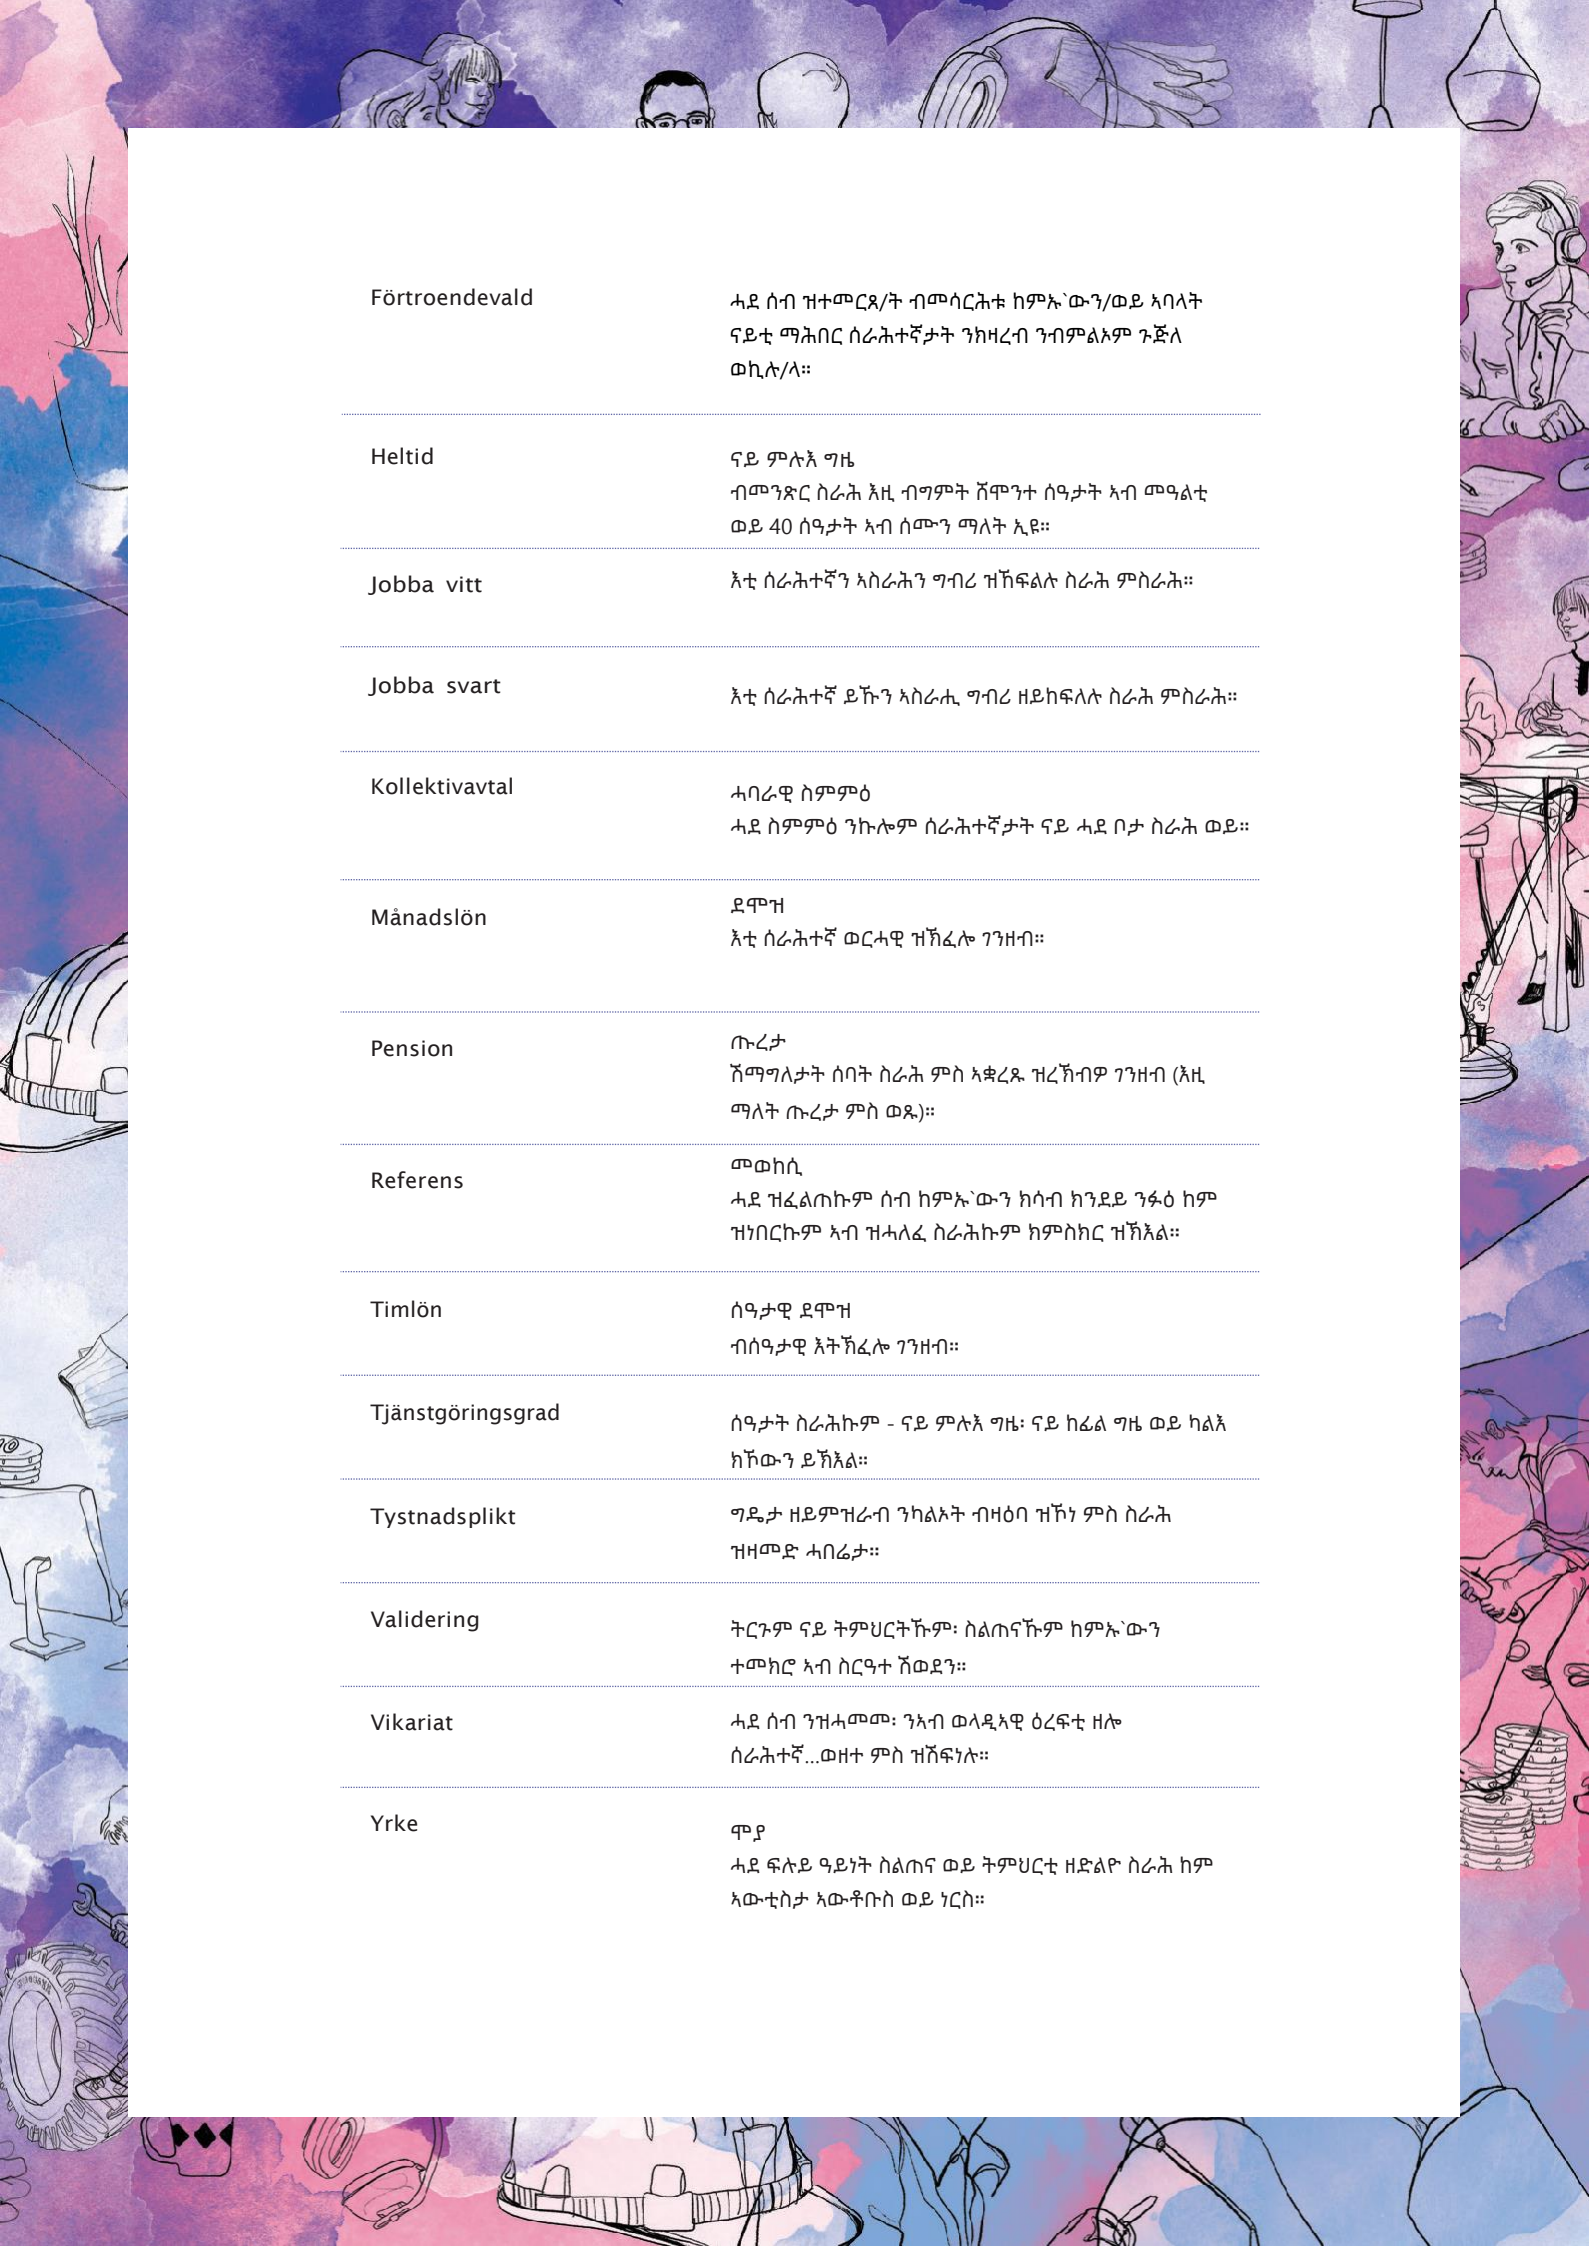 Förtroendevald
ሓደ ሰብ ዝተመርጸ/ት ብመሳርሕቱ ከምኡ`ውን/ወይ ኣባላት
ናይቲ ማሕበር ሰራሕተኛታት ንክዛረብ ንብምልኦም ጉጅለ
ወኪሉ/ላ።
Heltid
ናይ ምሉእ ግዜ
ብመንጽር ስራሕ እዚ ብግምት ሸሞንተ ሰዓታት ኣብ መዓልቲ
ወይ 40 ሰዓታት ኣብ ሰሙን ማለት ኢዩ።
Jobba vitt
እቲ ሰራሕተኛን ኣስራሕን ግብሪ ዝኸፍልሉ ስራሕ ምስራሕ።
Jobba svart
እቲ ሰራሕተኛ ይኹን ኣስራሒ ግብሪ ዘይከፍለሉ ስራሕ ምስራሕ።
Kollektivavtal
ሓባራዊ ስምምዕ
ሓደ ስምምዕ ንኩሎም ሰራሕተኛታት ናይ ሓደ ቦታ ስራሕ ወይ።
Månadslön
ደሞዝ
እቲ ሰራሕተኛ ወርሓዊ ዝኽፈሎ ገንዘብ።
Pension
ጡረታ
ሽማግለታት ሰባት ስራሕ ምስ ኣቋረጹ ዝረኽብዎ ገንዘብ (እዚ
ማለት ጡረታ ምስ ወጹ)።
Referens
መወከሲ
ሓደ ዝፈልጠኩም ሰብ ከምኡ`ውን ክሳብ ክንደይ ንፉዕ ከም
ዝነበርኩም ኣብ ዝሓለፈ ስራሕኩም ክምስክር ዝኽእል።
Timlön
ሰዓታዊ ደሞዝ
ብሰዓታዊ እትኽፈሎ ገንዘብ።
Tjänstgöringsgrad
ሰዓታት ስራሕኩም - ናይ ምሉእ ግዜ፡ ናይ ከፊል ግዜ ወይ ካልእ
ክኾውን ይኽእል።
Tystnadsplikt
ግዴታ ዘይምዝራብ ንካልኦት ብዛዕባ ዝኾነ ምስ ስራሕ
ዝዛመድ ሓበሬታ።
Validering
ትርጉም ናይ ትምህርትኹም፡ ስልጠናኹም ከምኡ`ውን
ተመክሮ ኣብ ስርዓተ ሽወደን።
Vikariat
ሓደ ሰብ ንዝሓመመ፡ ንኣብ ወላዲኣዊ ዕረፍቲ ዘሎ
ሰራሕተኛ...ወዘተ ምስ ዝሽፍነሉ።
Yrke
ሞያ
ሓደ ፍሉይ ዓይነት ስልጠና ወይ ትምህርቲ ዘድልዮ ስራሕ ከም
ኣውቲስታ ኣውቶቡስ ወይ ነርስ።